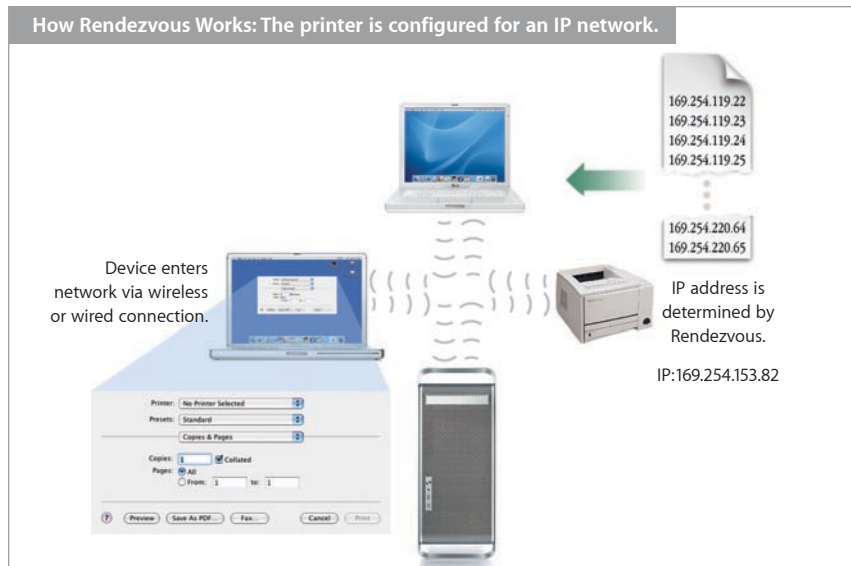 How Rendezvous Works: The printer is configured for an IP network.
169.254.119.22
169.254.119.23
169.254.119.24
169.254.119.25
169.254.220.64
169.254.220.65
Device enters
network via wireless
or wired connection.
IP address is
determined by
Rendezvous.
IP:169.254.153.82
Printer: No Printer Selected
Presets: Standard
Copies & Pages
Copies: 1 Collated
Pages: All
From: 1 to: 1
? Preview Save As PDF... Fax... Cancel Print